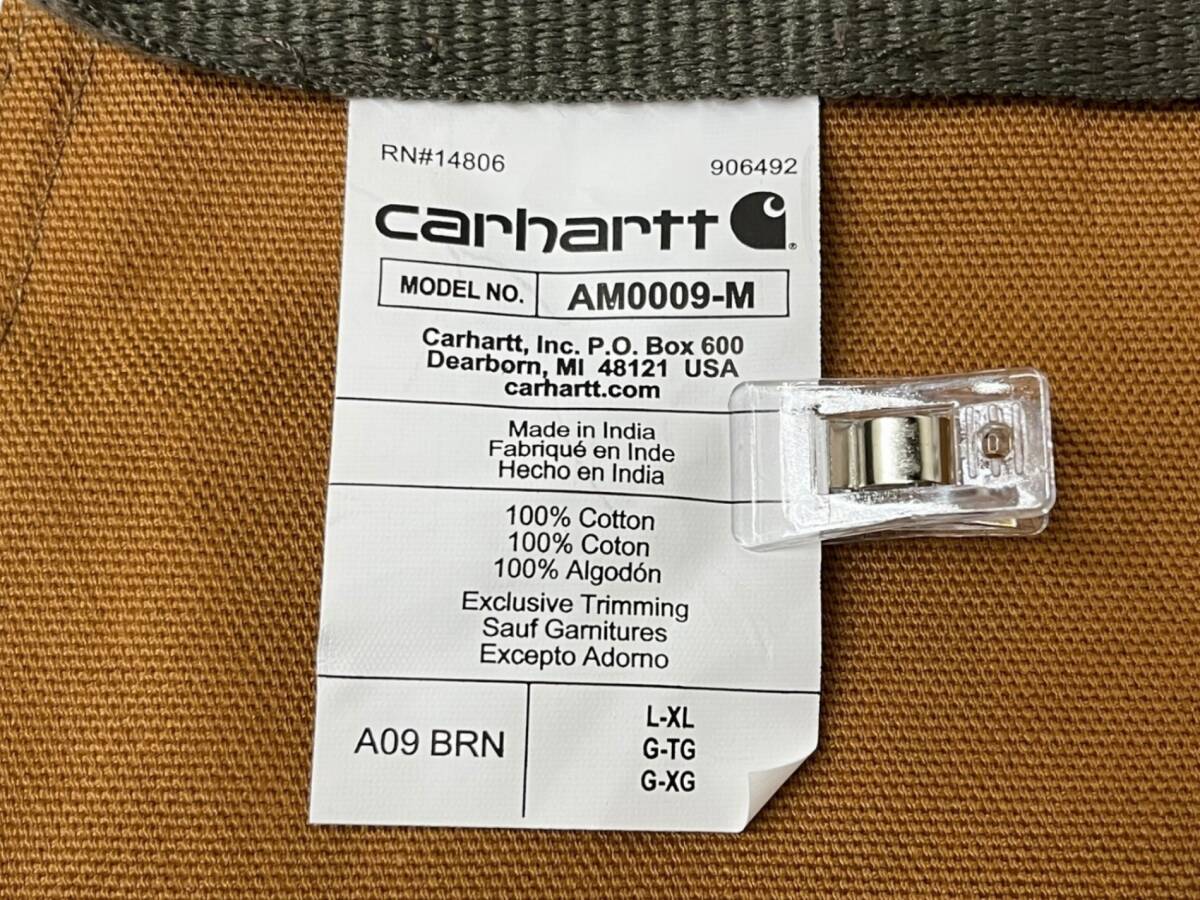 RN#14806 906492
carhartt
MODEL NO. AM0009-M
Carhartt, Inc. P.O. Box 600
Dearborn, MI 48121 USA
carhartt.com
Made in India
Fabriqué en Inde
Hecho en India
100% Cotton
100% Coton
100% Algodón
Exclusive Trimming
Sauf Garnitures
Excepto Adorno
A09 BRN
L-XL
G-TG
G-XG